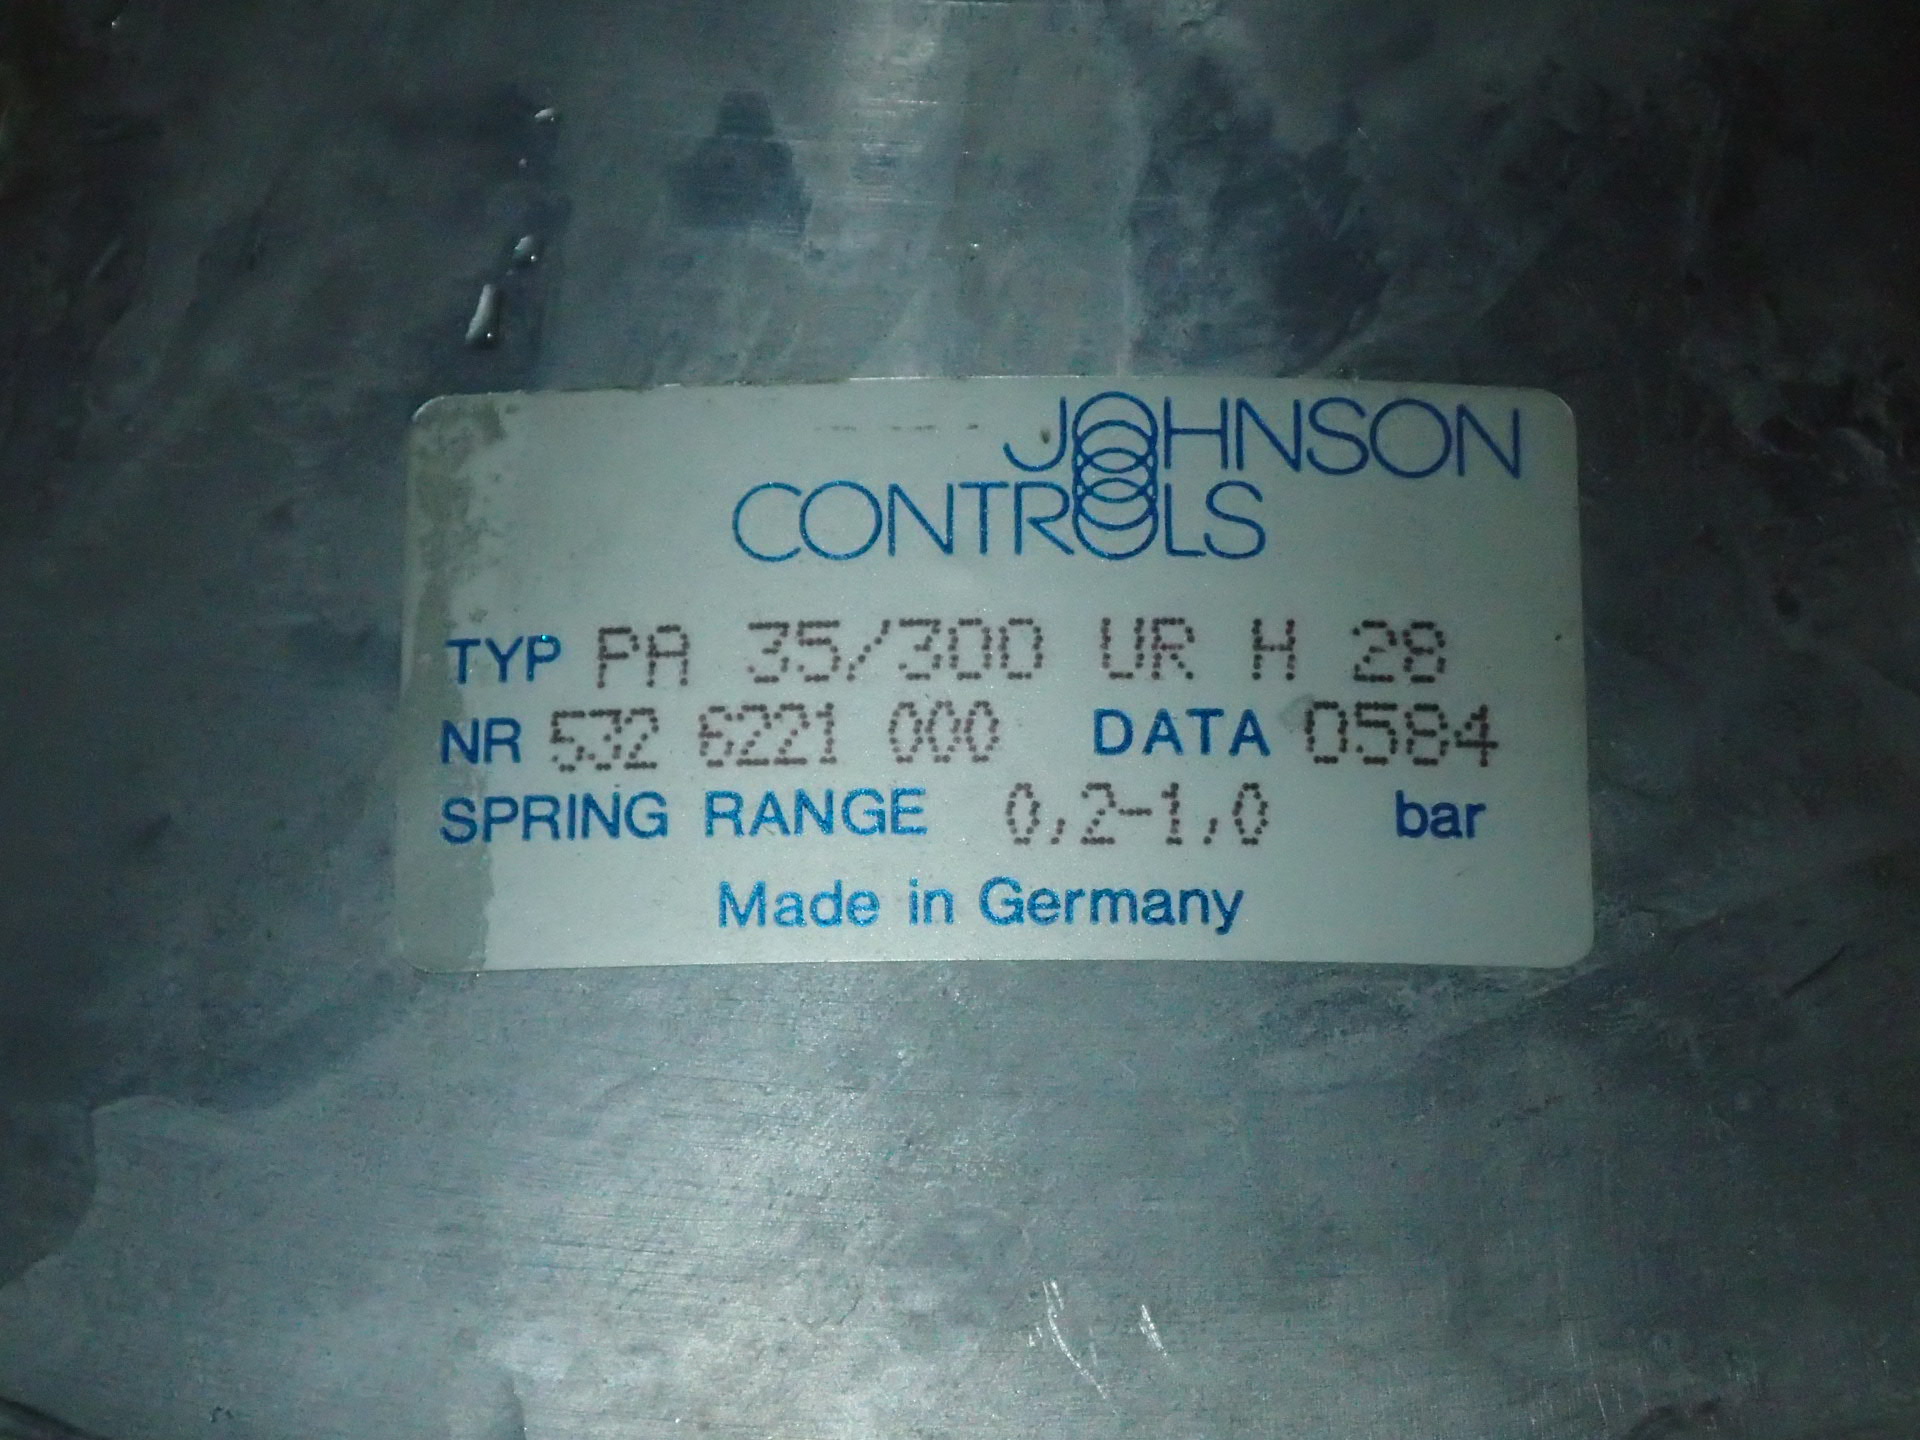 JOHNSON
CONTROLS
TYP PA 35/300 UR H 28
NR 532 6221 000 DATA 0584
SPRING RANGE 0,2-1,0 bar
Made in Germany